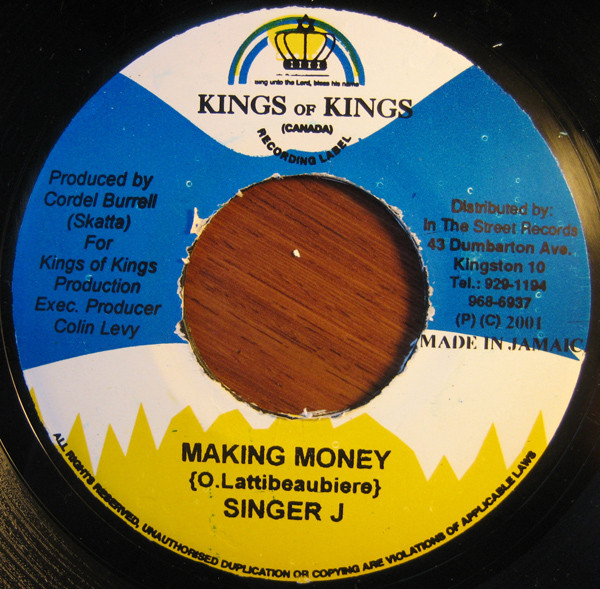 Sing unto the Lord, bless his name
KINGS OF KINGS
(CANADA)
RECORDING LABEL
Produced by
Cordel Burrell
(Skatta)
For
Kings of Kings
Production
Exec. Producer
Colin Levy
Distributed by:
In The Street Records
43 Dumbarton Ave.
Kingston 10
Tel.: 929-1194
968-6937
(P) (C) 2001
MADE IN JAMAIC
MAKING MONEY
{O.Lattibeaubiere}
SINGER J
ALL RIGHTS RESERVED, UNAUTHORISED DUPLICATION OR COPYING ARE VIOLATIONS OF APPLICABLE LAWS